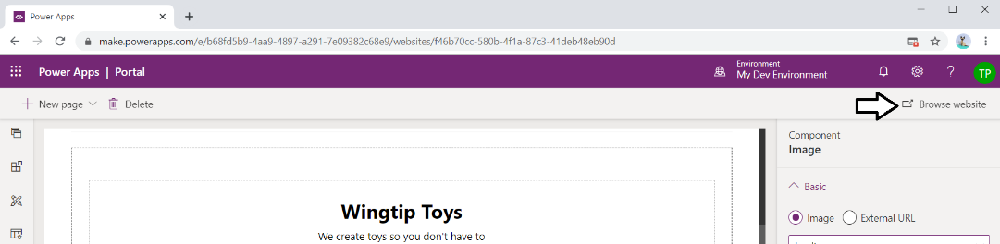 Power Apps
make.powerapps.com/e/b68fd5b9-4aa9-4897-a291-7e09382c68e9/websites/f46b70cc-580b-4f1a-87c3-41deb48eb90d
Power Apps | Portal
Environment
My Dev Environment
TP
New page
Delete
Browse website
Component
Image
Basic
Image
External URL
Wingtip Toys
We create toys so you don't have to